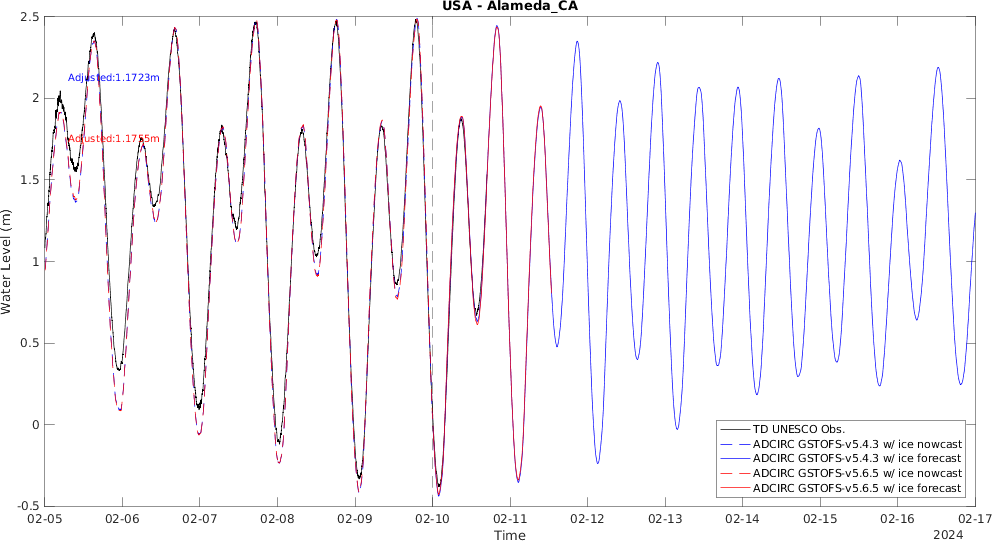 USA - Alameda_CA
2.5
2
1.5
1
0.5
0
-0.5
Water Level (m)
Adjusted:1.1723m
Adjusted:1.1755m
TD UNESCO Obs.
ADCIRC GSTOFS-v5.4.3 w/ ice nowcast
ADCIRC GSTOFS-v5.4.3 w/ ice forecast
ADCIRC GSTOFS-v5.6.5 w/ ice nowcast
ADCIRC GSTOFS-v5.6.5 w/ ice forecast
02-05 02-06 02-07 02-08 02-09 02-10 02-11 02-12 02-13 02-14 02-15 02-16 02-17
Time
2024